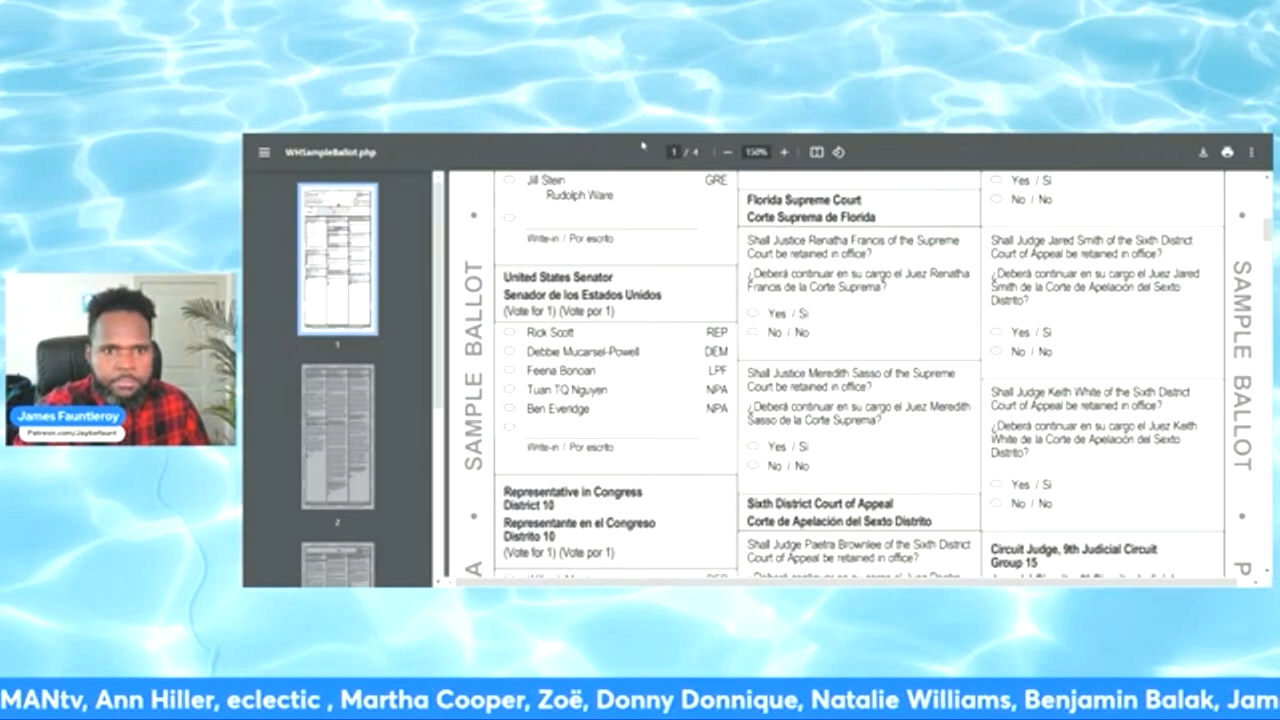 WHSampleBallot.php
1 / 4
150%
1
2
SAMPLE BALLOT
A
Jill Stein GRE
Rudolph Ware
Write-in / Por escrito
United States Senator
Senador de los Estados Unidos
(Vote for 1) (Vote por 1)
Rick Scott REP
Debbie Mucarsel-Powell DEM
Feena Bonoan LPF
Tuan TQ Nguyen NPA
Ben Everidge NPA
Write-in / Por escrito
Representative in Congress
District 10
Representante en el Congreso
Distrito 10
(Vote for 1) (Vote por 1)
Florida Supreme Court
Corte Suprema de Florida
Shall Justice Renatha Francis of the Supreme
Court be retained in office?
¿Deberá continuar en su cargo el Juez Renatha
Francis de la Corte Suprema?
Yes / Sí
No / No
Shall Justice Meredith Sasso of the Supreme
Court be retained in office?
¿Deberá continuar en su cargo el Juez Meredith
Sasso de la Corte Suprema?
Yes / Sí
No / No
Sixth District Court of Appeal
Corte de Apelación del Sexto Distrito
Shall Judge Paetra Brownlee of the Sixth District
Court of Appeal be retained in office?
Yes / Sí
No / No
Shall Judge Jared Smith of the Sixth District
Court of Appeal be retained in office?
¿Deberá continuar en su cargo el Juez Jared
Smith de la Corte de Apelación del Sexto
Distrito?
Yes / Sí
No / No
Shall Judge Keith White of the Sixth District
Court of Appeal be retained in office?
¿Deberá continuar en su cargo el Juez Keith
White de la Corte de Apelación del Sexto
Distrito?
Yes / Sí
No / No
Circuit Judge, 9th Judicial Circuit
Group 15
SAMPLE BALLOT
P
James Fauntleroy
Patreon.com/Jaybefaunt
MANtv, Ann Hiller, eclectic , Martha Cooper, Zoë, Donny Donnique, Natalie Williams, Benjamin Balak, Jam